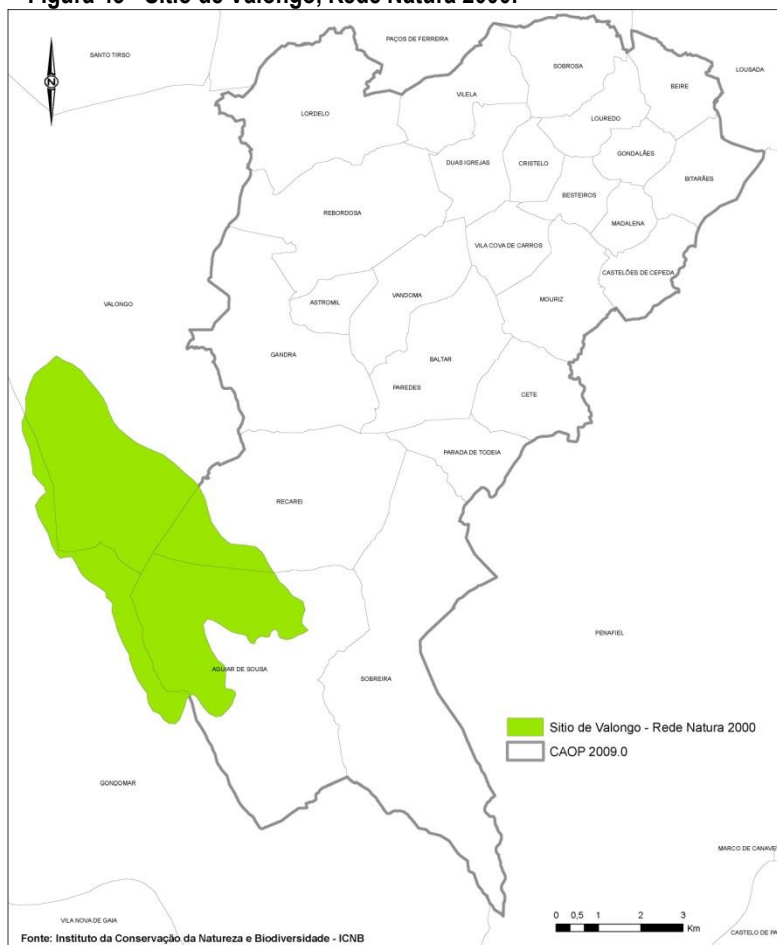 Figura 48 - Sítio de Valongo, Rede Natura 2000.
SANTO TIRSO
PAÇOS DE FERREIRA
LOUSADA
SOBROSA
BEIRE
VILELA
LORDELO
LOUREDO
GONDALÃES
DUAS IGREJAS
CRISTELO
BITARÃES
BESTEIROS
REBORDOSA
MADALENA
VILA COVA DE CARROS
CASTELÕES DE CEPEDA
VALONGO
ASTROMIL
VANDOMA
MOURIZ
GANDRA
BALTAR
PAREDES
CETE
PARADA DE TODEIA
RECAREI
PENAFIEL
AGUIAR DE SOUSA
SOBREIRA
Sítio de Valongo - Rede Natura 2000
CAOP 2009.0
GONDOMAR
MARCO DE CANAVE
VILA NOVA DE GAIA
0 0,5 1 2 3
Km
CASTELO DE PA
Fonte: Instituto da Conservação da Natureza e Biodiversidade - ICNB